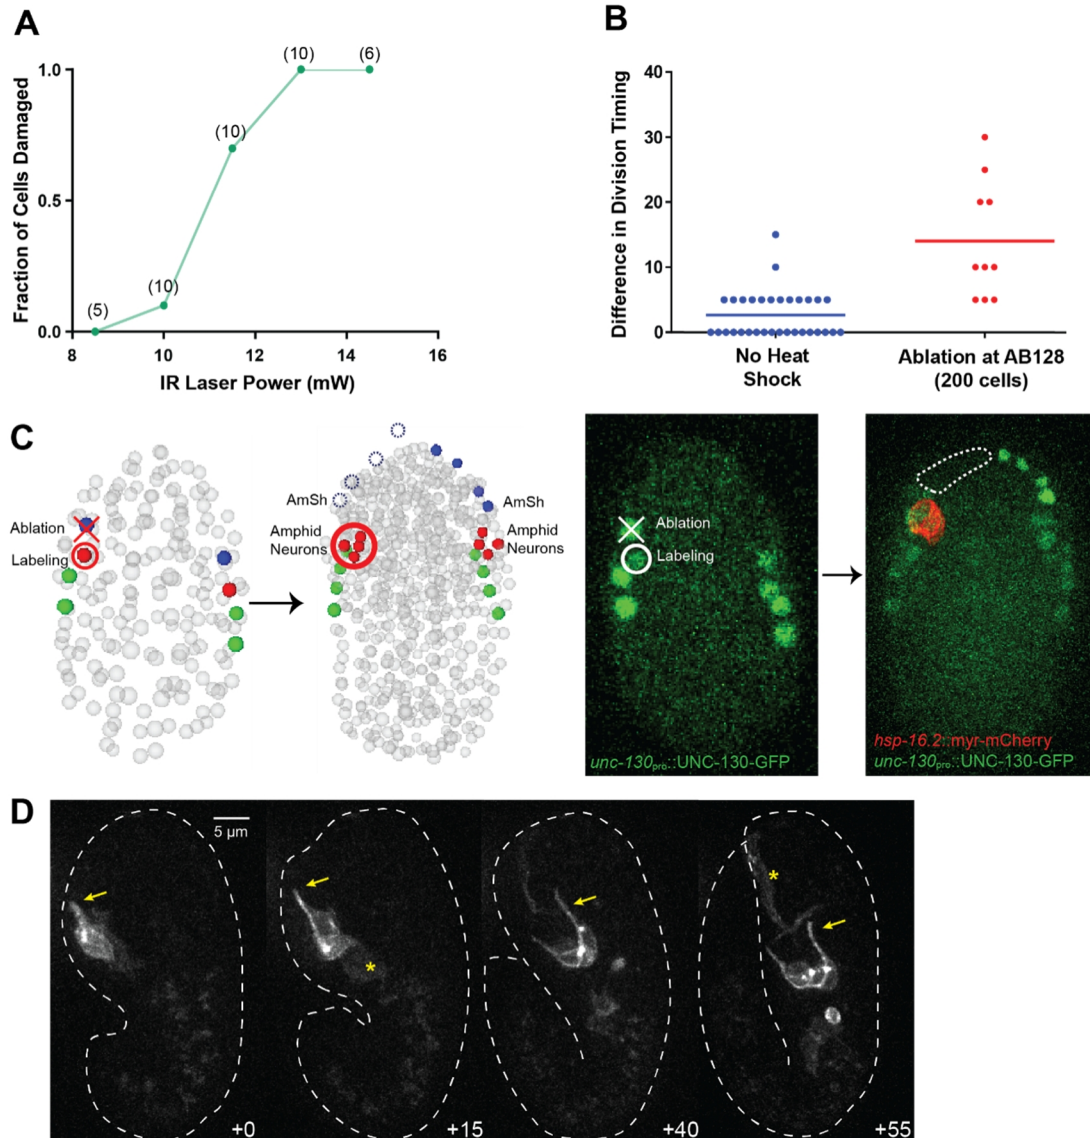 A
Fraction of Cells Damaged
1.0
0.5
0.0
8
10
12
14
16
IR Laser Power (mW)
(5)
(10)
(10)
(10)
(6)
B
Difference in Division Timing
40
30
20
10
0
No Heat
Shock
Ablation at AB128
(200 cells)
C
Ablation
Labeling
AmSh
Amphid
Neurons
AmSh
Amphid
Neurons
Ablation
Labeling
unc-130pro::UNC-130-GFP
hsp-16.2::myr-mCherry
unc-130pro::UNC-130-GFP
D
5 µm
*
*
+0
+15
+40
+55